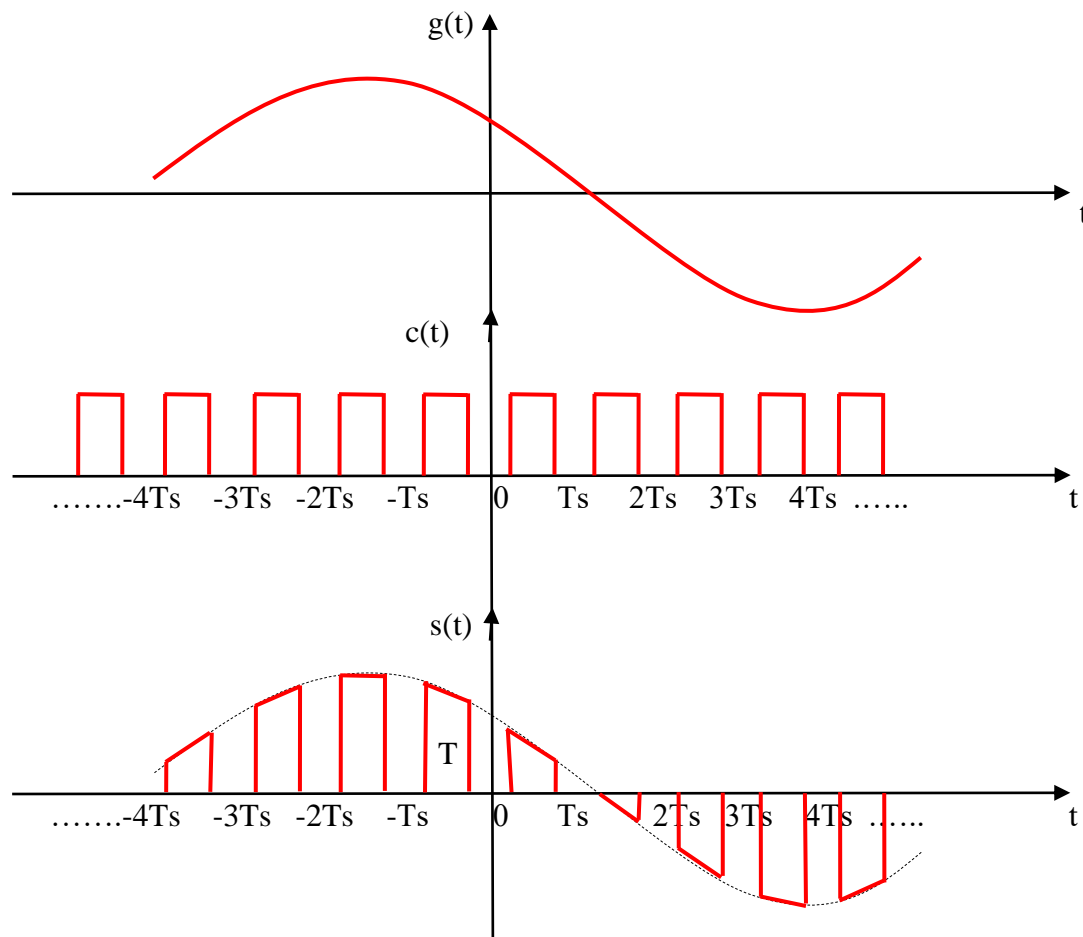 g(t)
t
c(t)
…….-4Ts -3Ts -2Ts -Ts 0 Ts 2Ts 3Ts 4Ts …... t
s(t)
T
…….-4Ts -3Ts -2Ts -Ts 0 Ts 2Ts 3Ts 4Ts …... t